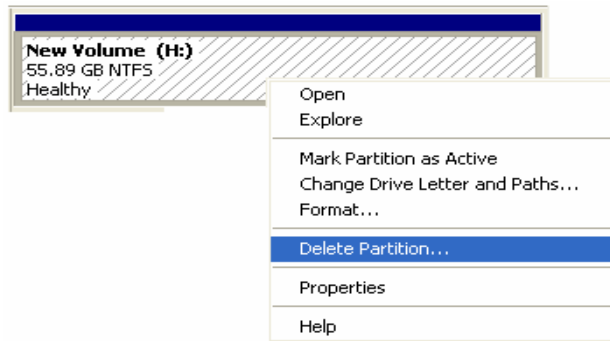 New Volume (H:)
55.89 GB NTFS
Healthy
Open
Explore
Mark Partition as Active
Change Drive Letter and Paths...
Format...
Delete Partition...
Properties
Help